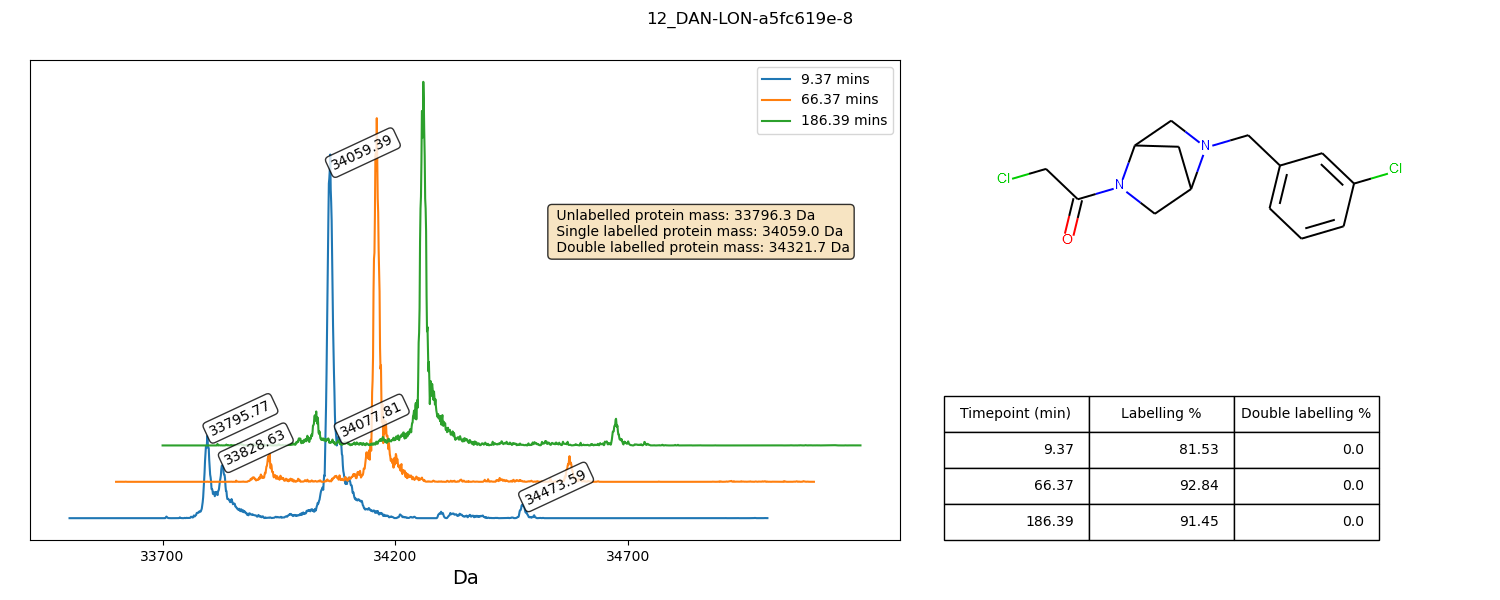 12_DAN-LON-a5fc619e-8
9.37 mins
66.37 mins
186.39 mins
34059.39
Unlabelled protein mass: 33796.3 Da
Single labelled protein mass: 34059.0 Da
Double labelled protein mass: 34321.7 Da
33795.77
34077.81
33828.63
34473.59
33700 34200 34700
Da
Cl N Cl
N
O
Timepoint (min) Labelling % Double labelling %
9.37 81.53 0.0
66.37 92.84 0.0
186.39 91.45 0.0